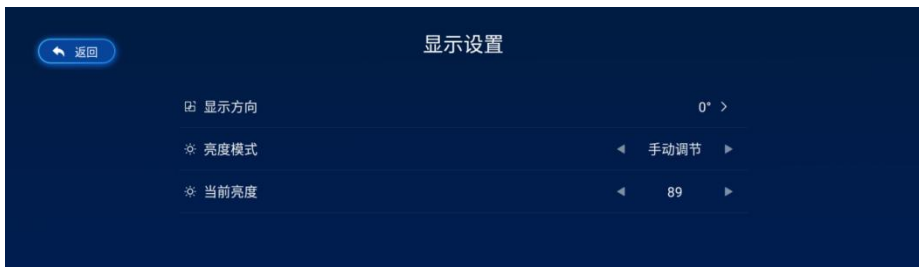 返回
显示设置
显示方向 0° >
亮度模式 ◀ 手动调节 ▶
当前亮度 ◀ 89 ▶